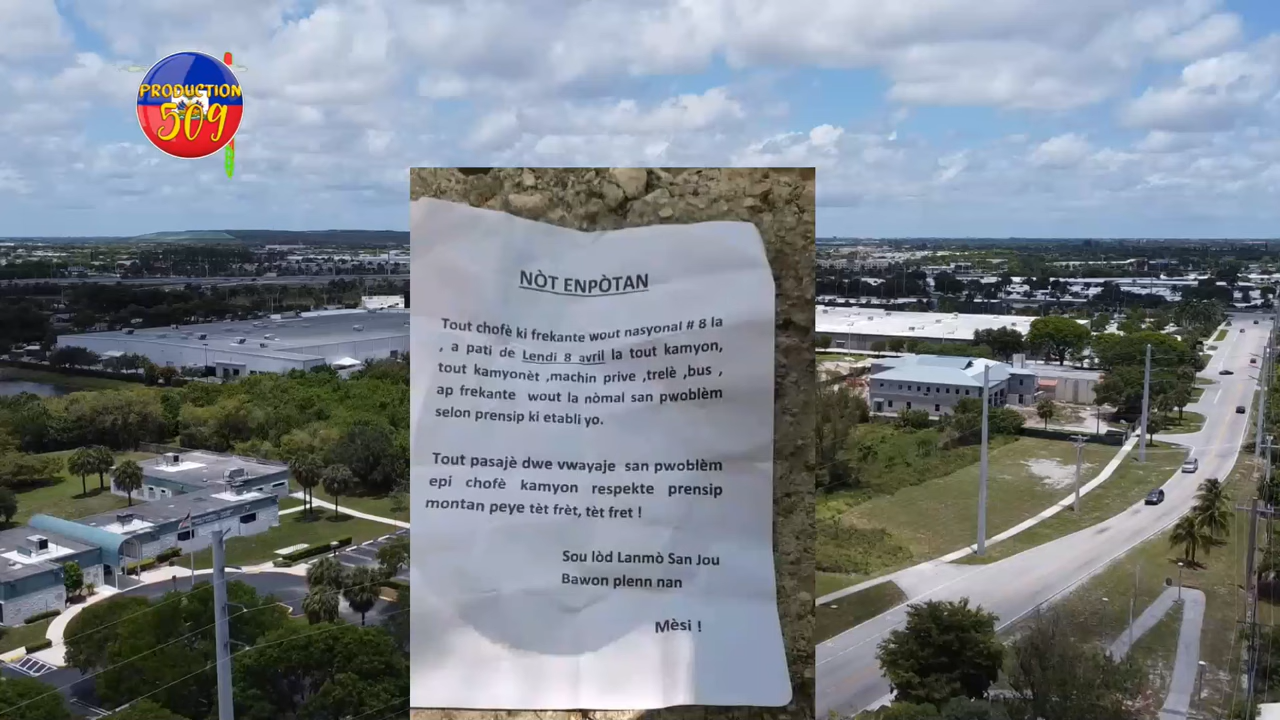 PRODUCTION
509
NÒT ENPÒTAN
Tout chofè ki frekante wout nasyonal # 8 la
, a pati de Lendi 8 avril la tout kamyon,
tout kamyonèt ,machin prive ,trelè ,bus ,
ap frekante wout la nòmal san pwoblèm
selon prensip ki etabli yo.
Tout pasajè dwe vwayaje san pwoblèm
epi chofè kamyon respekte prensip
montan peye tèt frèt, tèt fret !
Sou lòd Lanmò San Jou
Bawon plenn nan
Mèsi !